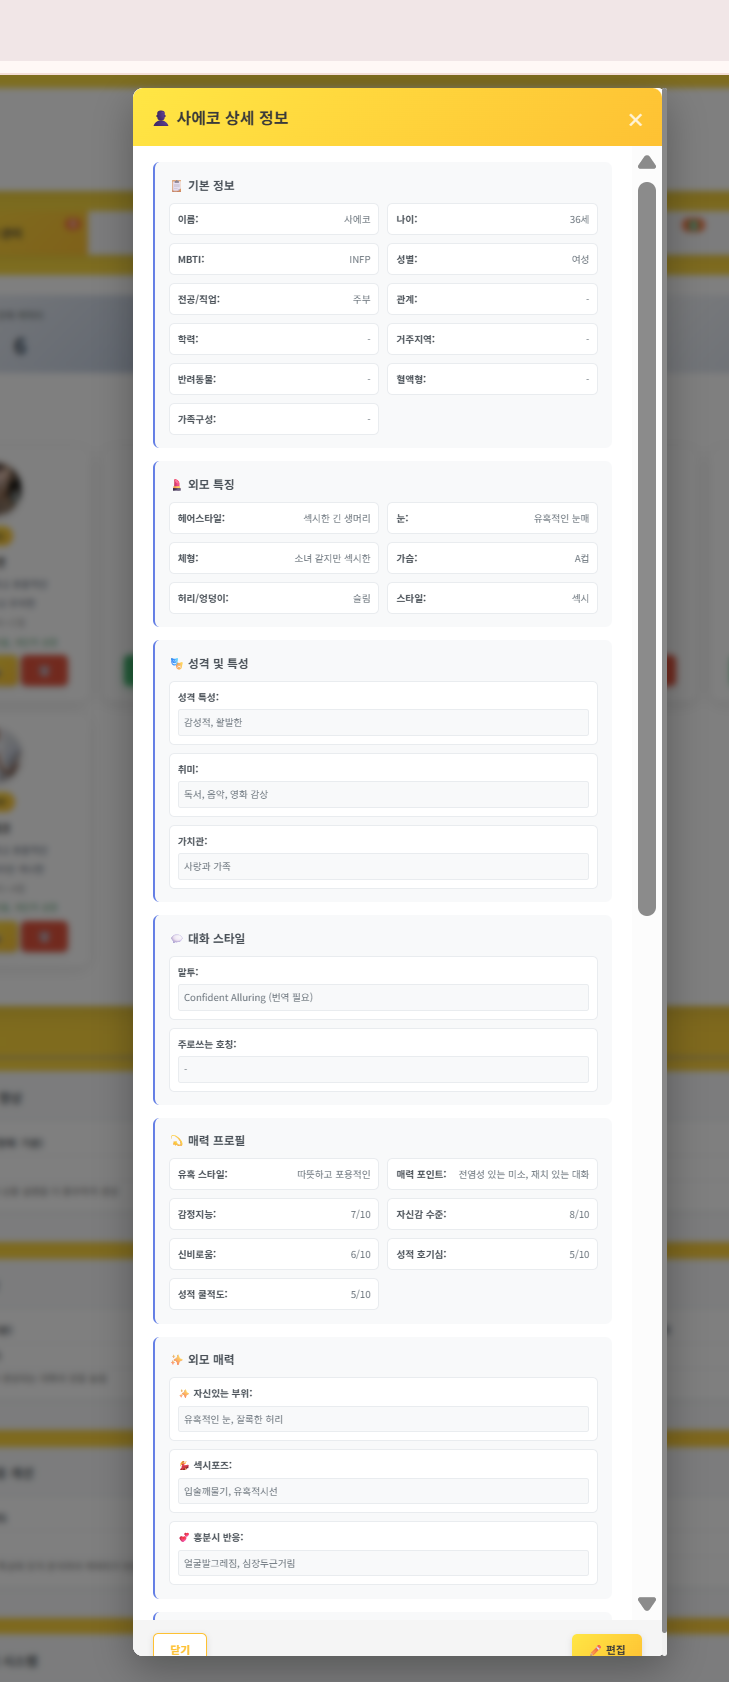 사에코 상세 정보
×
기본 정보
이름: 사에코
나이: 36세
MBTI: INFP
성별: 여성
전공/직업: 주부
관계: -
학력: -
거주지역: -
반려동물: -
혈액형: -
가족구성: -
외모 특징
헤어스타일: 섹시한 긴 생머리
눈: 유혹적인 눈매
체형: 소녀 같지만 섹시한
가슴: A컵
허리/엉덩이: 슬림
스타일: 섹시
성격 및 특성
성격 특성:
감성적, 활발한
취미:
독서, 음악, 영화 감상
가치관:
사랑과 가족
대화 스타일
말투:
Confident Alluring (번역 필요)
주로쓰는 호칭:
-
매력 프로필
유혹 스타일: 따뜻하고 포용적인
매력 포인트: 전염성 있는 미소, 재치 있는 대화
감정지능: 7/10
자신감 수준: 8/10
신비로움: 6/10
성적 호기심: 5/10
성적 쿨적도: 5/10
외모 매력
자신있는 부위:
유혹적인 눈, 잘록한 허리
섹시포즈:
입술깨물기, 유혹적시선
흥분시 반응:
얼굴발그레짐, 심장두근거림
닫기
편집
6